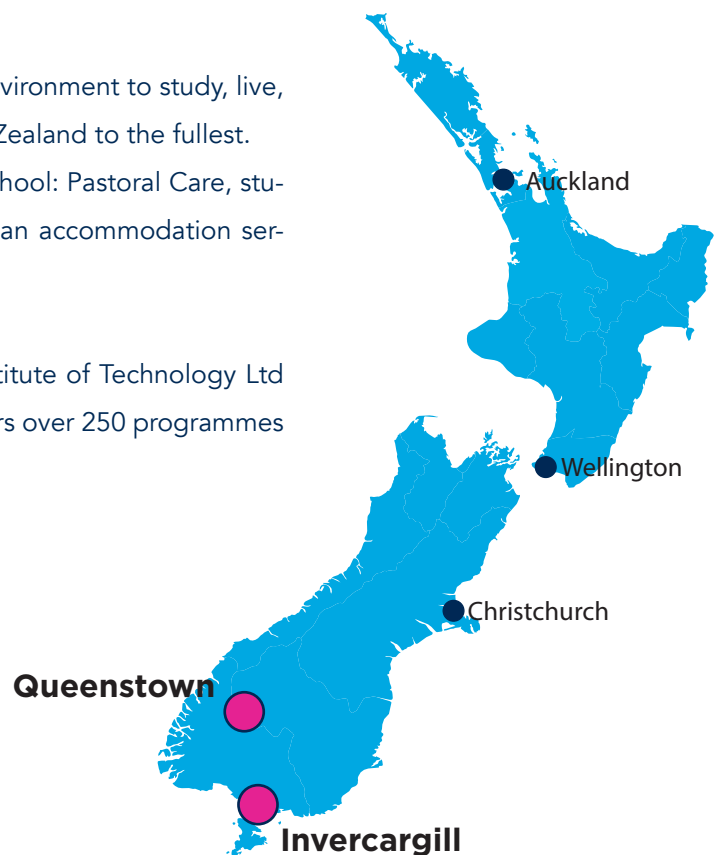 vironment to study, live,
Zealand to the fullest.
hool: Pastoral Care, stu-
an accommodation ser-
titute of Technology Ltd
rs over 250 programmes
Auckland
Wellington
Christchurch
Queenstown
Invercargill